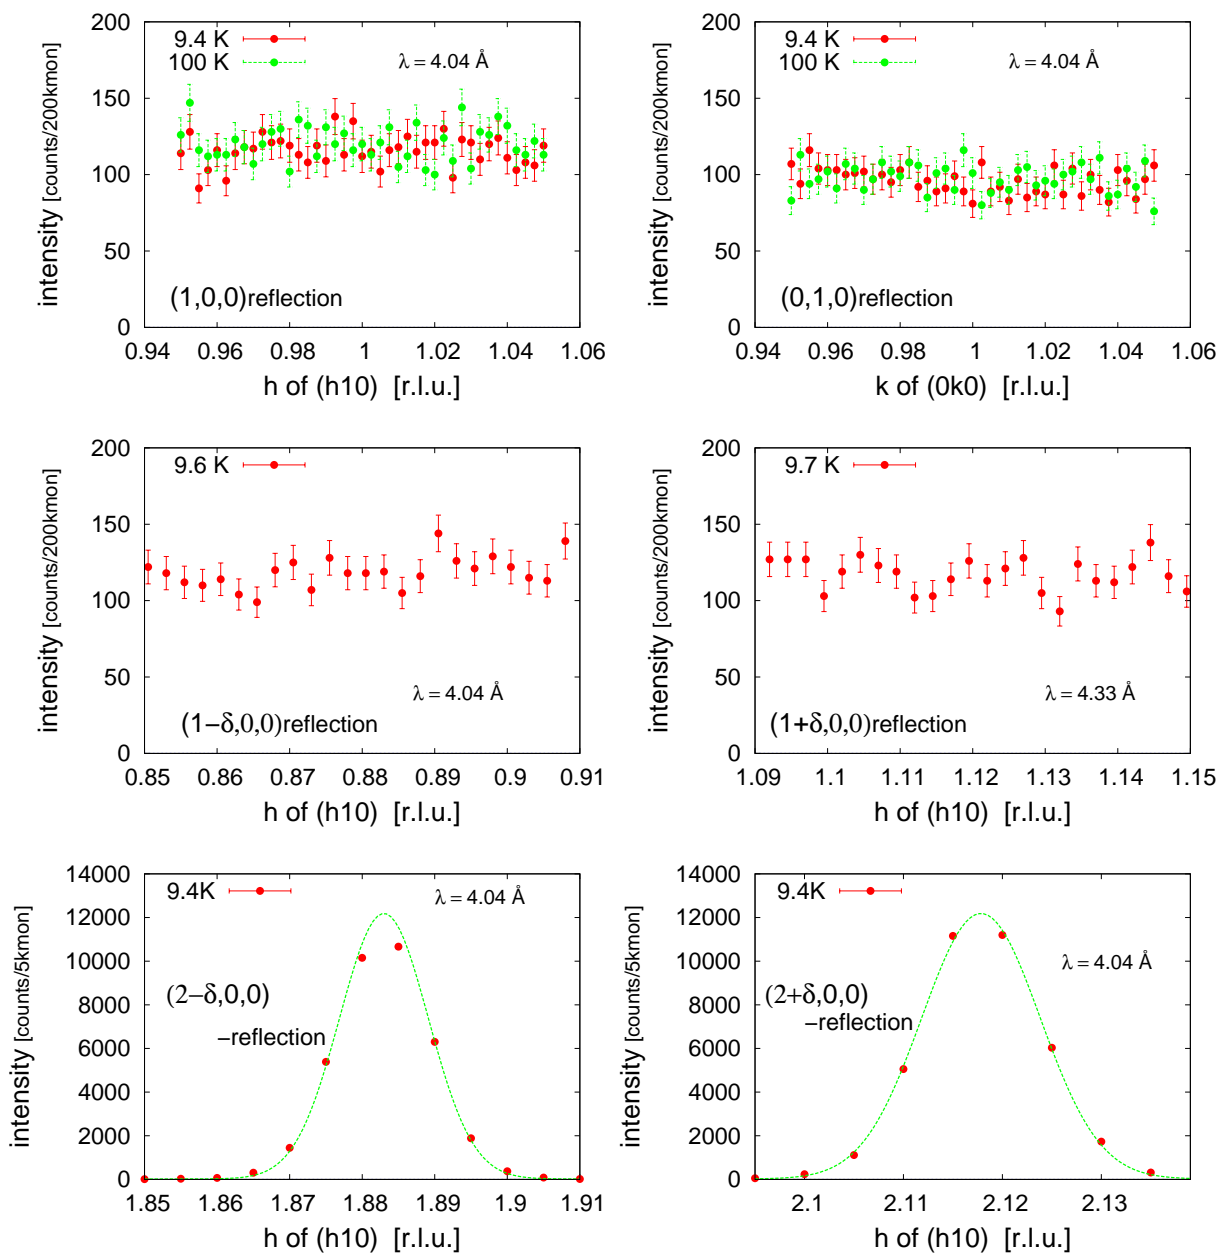 200
150
100
50
0
intensity [counts/200kmon]
9.4 K
100 K
λ = 4.04 Å
(1,0,0)reflection
0.94 0.96 0.98 1 1.02 1.04 1.06
h of (h10) [r.l.u.]
200
150
100
50
0
intensity [counts/200kmon]
9.4 K
100 K
λ = 4.04 Å
(0,1,0)reflection
0.94 0.96 0.98 1 1.02 1.04 1.06
k of (0k0) [r.l.u.]
200
150
100
50
0
intensity [counts/200kmon]
9.6 K
λ = 4.04 Å
(1−δ,0,0)reflection
0.85 0.86 0.87 0.88 0.89 0.9 0.91
h of (h10) [r.l.u.]
200
150
100
50
0
intensity [counts/200kmon]
9.7 K
λ = 4.33 Å
(1+δ,0,0)reflection
1.09 1.1 1.11 1.12 1.13 1.14 1.15
h of (h10) [r.l.u.]
14000
12000
10000
8000
6000
4000
2000
0
intensity [counts/5kmon]
9.4K
λ = 4.04 Å
(2−δ,0,0)
−reflection
1.85 1.86 1.87 1.88 1.89 1.9 1.91
h of (h10) [r.l.u.]
14000
12000
10000
8000
6000
4000
2000
0
intensity [counts/5kmon]
9.4K
λ = 4.04 Å
(2+δ,0,0)
−reflection
2.1 2.11 2.12 2.13
h of (h10) [r.l.u.]